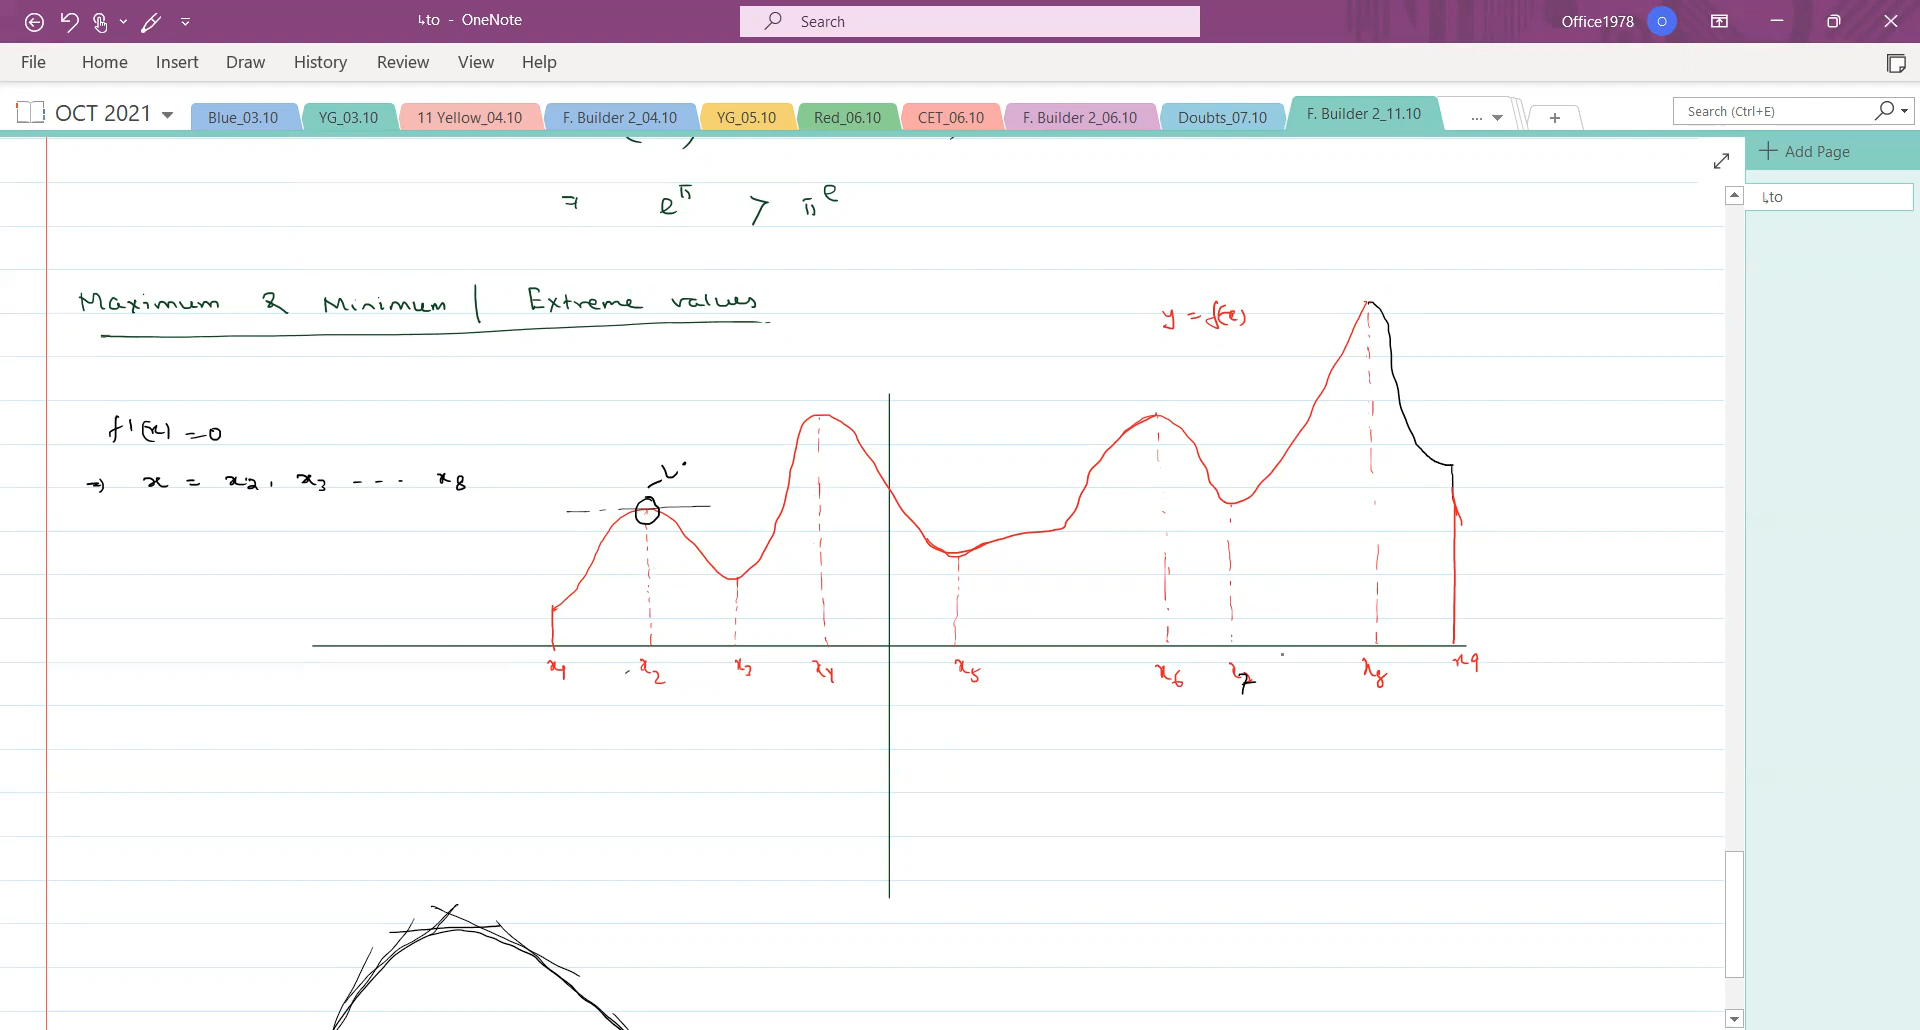 ↳to - OneNote
Search
Office1978
O
File Home Insert Draw History Review View Help
OCT 2021
Blue_03.10
YG_03.10
11 Yellow_04.10
F. Builder 2_04.10
YG_05.10
Red_06.10
CET_06.10
F. Builder 2_06.10
Doubts_07.10
F. Builder 2_11.10
...
Search (Ctrl+E)
Add Page
↳to
⇒ e^π > π^e
Maximum & Minimum | Extreme values
y = f(x)
f'(x) = 0
⇒ x = x2, x3 --- x8
x1 x2 x3 x4 x5 x6 x7 x8 x9